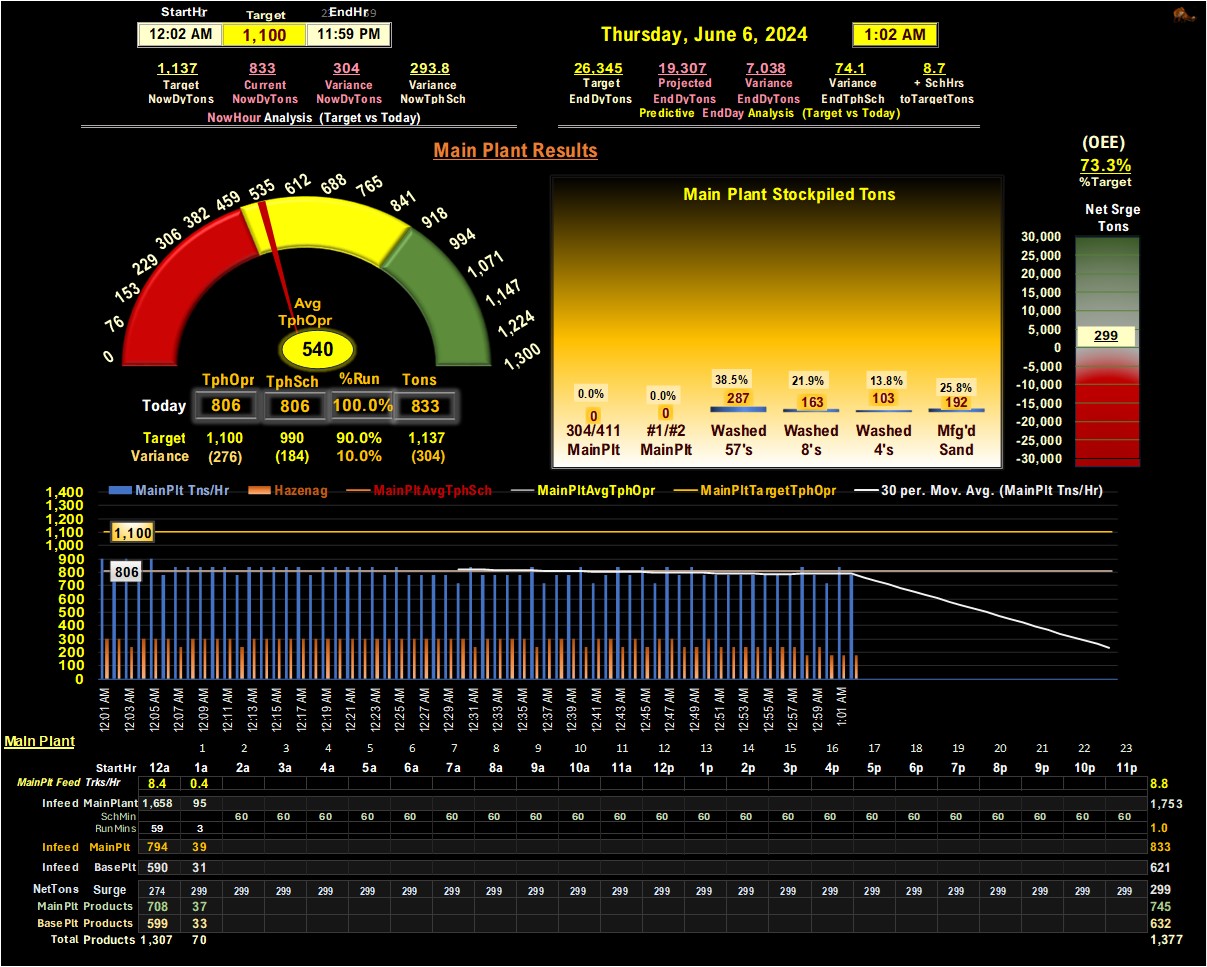 StartHr Target EndHr
12:02 AM 1,100 11:59 PM
Thursday, June 6, 2024 1:02 AM
1,137 833 304 293.8
Target Current Variance Variance
NowDyTons NowDyTons NowDyTons NowTphSch
NowHour Analysis (Target vs Today)
26,345 19,307 7,038 74.1 8.7
Target Projected Variance Variance + SchHrs
EndDyTons EndDyTons EndDyTons EndTphSch toTargetTons
Predictive EndDay Analysis (Target vs Today)
Main Plant Results
(OEE)
73.3%
%Target
0 76 153 229 306 382 459 535 612 688 765 841 918 994 1,071 1,147 1,224 1,300
Avg
TphOpr
540
TphOpr TphSch %Run Tons
Today 806 806 100.0% 833
Target 1,100 990 90.0% 1,137
Variance (276) (184) 10.0% (304)
Main Plant Stockpiled Tons
0.0% 0.0% 38.5% 21.9% 13.8% 25.8%
0 0 287 163 103 192
304/411 #1/#2 Washed Washed Washed Mfg'd
MainPlt MainPlt 57's 8's 4's Sand
Net Srge
Tons
30,000
25,000
20,000
15,000
10,000
5,000
299
0
-5,000
-10,000
-15,000
-20,000
-25,000
-30,000
MainPlt Tns/Hr Hazenag MainPltAvgTphSch MainPltAvgTphOpr MainPltTargetTphOpr 30 per. Mov. Avg. (MainPlt Tns/Hr)
1,400
1,300
1,200
1,100
1,000
900
800
700
600
500
400
300
200
100
0
1,100
806
12:01 AM 12:03 AM 12:05 AM 12:07 AM 12:09 AM 12:11 AM 12:13 AM 12:15 AM 12:17 AM 12:19 AM 12:21 AM 12:23 AM 12:25 AM 12:27 AM 12:29 AM 12:31 AM 12:33 AM 12:35 AM 12:37 AM 12:39 AM 12:41 AM 12:43 AM 12:45 AM 12:47 AM 12:49 AM 12:51 AM 12:53 AM 12:55 AM 12:57 AM 12:59 AM 1:01 AM
Main Plant
1 2 3 4 5 6 7 8 9 10 11 12 13 14 15 16 17 18 19 20 21 22 23
StartHr 12a 1a 2a 3a 4a 5a 6a 7a 8a 9a 10a 11a 12p 1p 2p 3p 4p 5p 6p 7p 8p 9p 10p 11p
MainPlt Feed Trks/Hr 8.4 0.4 8.8
Infeed MainPlant 1,658 95 1,753
SchMin 60 60 60 60 60 60 60 60 60 60 60 60 60 60 60 60 60 60 60 60 60 60
RunMins 59 3 1.0
Infeed MainPlt 794 39 833
Infeed BasePlt 590 31 621
NetTons Surge 274 299 299 299 299 299 299 299 299 299 299 299 299 299 299 299 299 299 299 299 299 299 299 299 299
MainPlt Products 708 37 745
BasePlt Products 599 33 632
Total Products 1,307 70 1,377